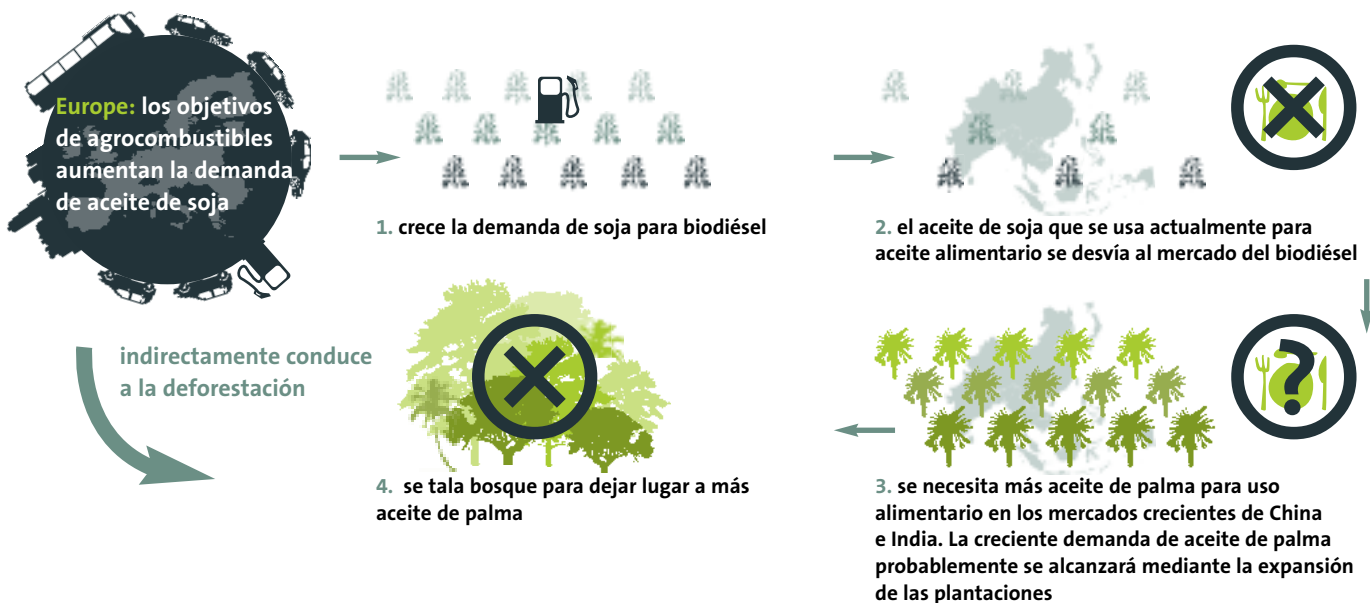 Europe: los objetivos
de agrocombustibles
aumentan la demanda
de aceite de soja
1. crece la demanda de soja para biodiésel
2. el aceite de soja que se usa actualmente para
aceite alimentario se desvía al mercado del biodiésel
indirectamente conduce
a la deforestación
3. se necesita más aceite de palma para uso
alimentario en los mercados crecientes de China
e India. La creciente demanda de aceite de palma
probablemente se alcanzará mediante la expansión
de las plantaciones
4. se tala bosque para dejar lugar a más
aceite de palma
?